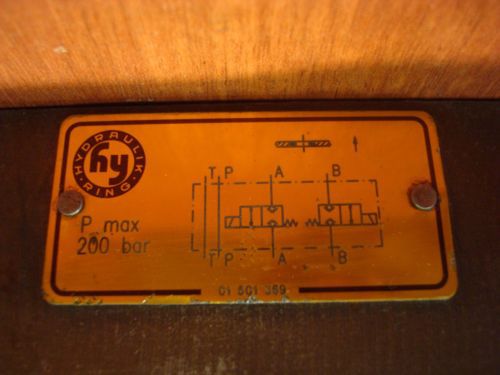 HYDRAULIK
hy
RING
P max
200 bar
T P A B
T P A B
01 501 369